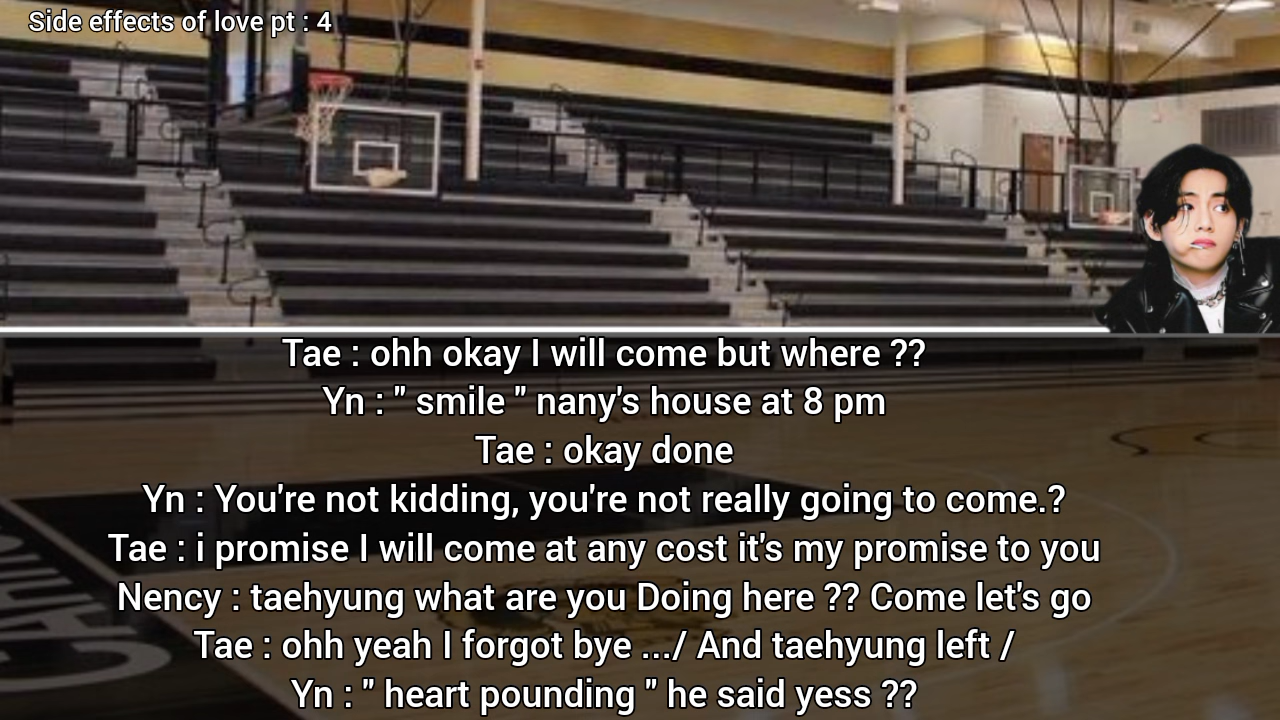 Side effects of love pt : 4
Tae : ohh okay I will come but where ??
Yn : " smile " nany's house at 8 pm
Tae : okay done
Yn : You're not kidding, you're not really going to come.?
Tae : i promise I will come at any cost it's my promise to you
Nency : taehyung what are you Doing here ?? Come let's go
Tae : ohh yeah I forgot bye .../ And taehyung left /
Yn : " heart pounding " he said yess ??